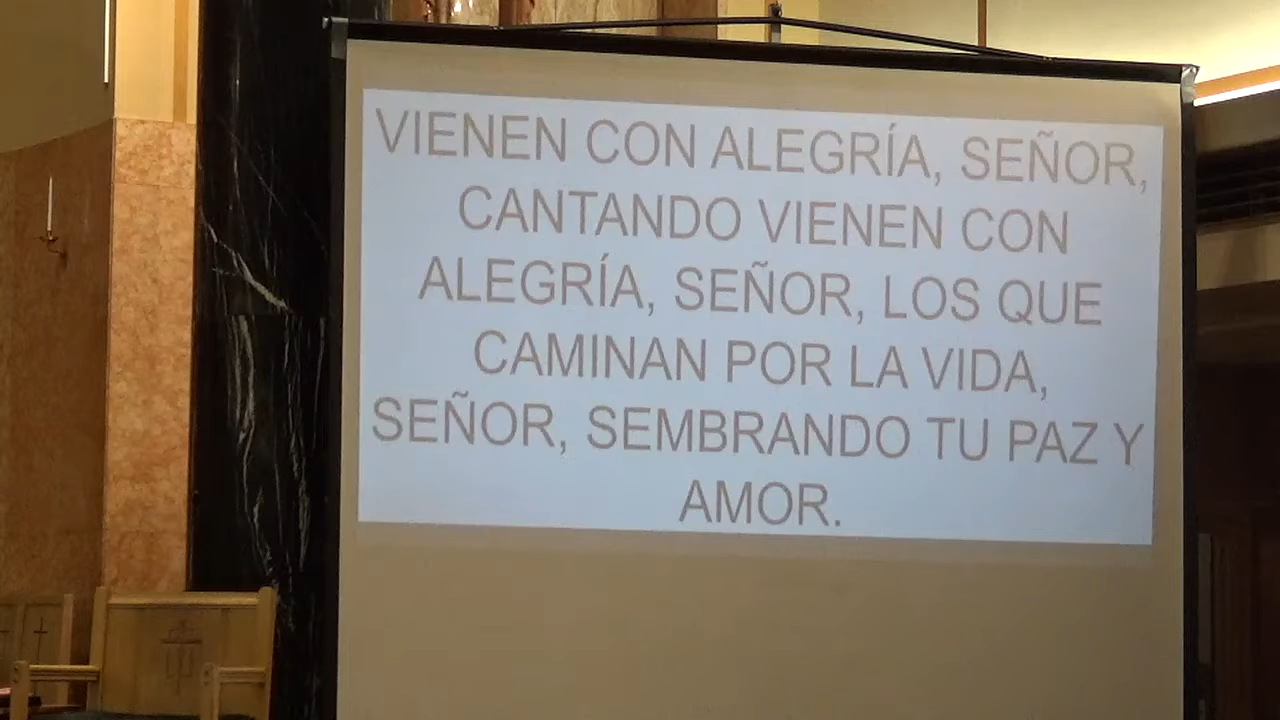 VIENEN CON ALEGRÍA, SEÑOR,
CANTANDO VIENEN CON
ALEGRÍA, SEÑOR, LOS QUE
CAMINAN POR LA VIDA,
SEÑOR, SEMBRANDO TU PAZ Y
AMOR.